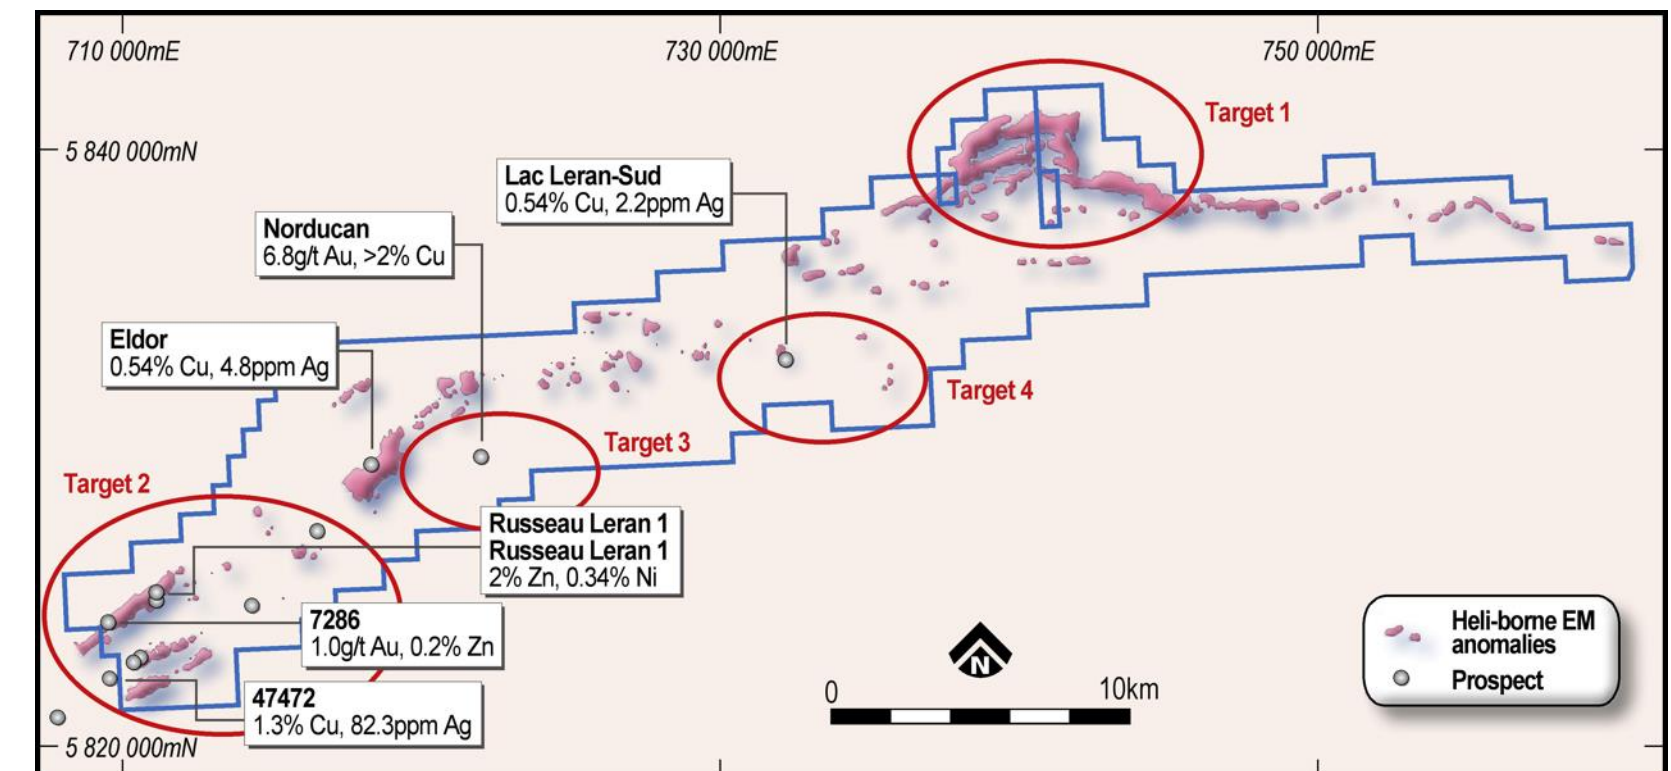 710 000mE
730 000mE
750 000mE
Target 1
5 840 000mN
Lac Leran-Sud
0.54% Cu, 2.2ppm Ag
Norducan
6.8g/t Au, >2% Cu
Eldor
0.54% Cu, 4.8ppm Ag
Target 4
Target 3
Target 2
Russeau Leran 1
Russeau Leran 1
2% Zn, 0.34% Ni
7286
1.0g/t Au, 0.2% Zn
47472
1.3% Cu, 82.3ppm Ag
5 820 000mN
N
0
10km
Heli-borne EM
anomalies
Prospect